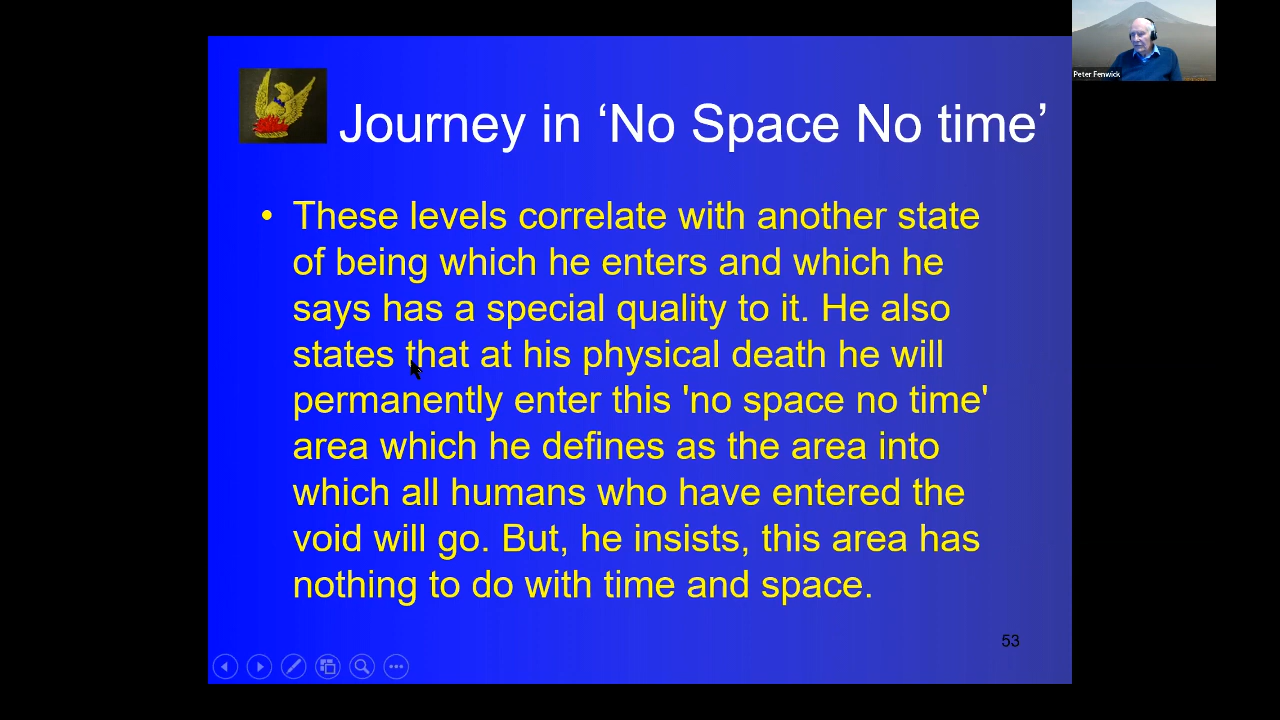 Peter Fenwick
Journey in ‘No Space No time’
• These levels correlate with another state
of being which he enters and which he
says has a special quality to it. He also
states that at his physical death he will
permanently enter this 'no space no time'
area which he defines as the area into
which all humans who have entered the
void will go. But, he insists, this area has
nothing to do with time and space.
53